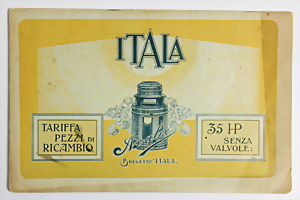 ITALA
TARIFFA
PEZZI DI
RICAMBIO
35 HP
SENZA
VALVOLE:
BREVETTO "ITALA"